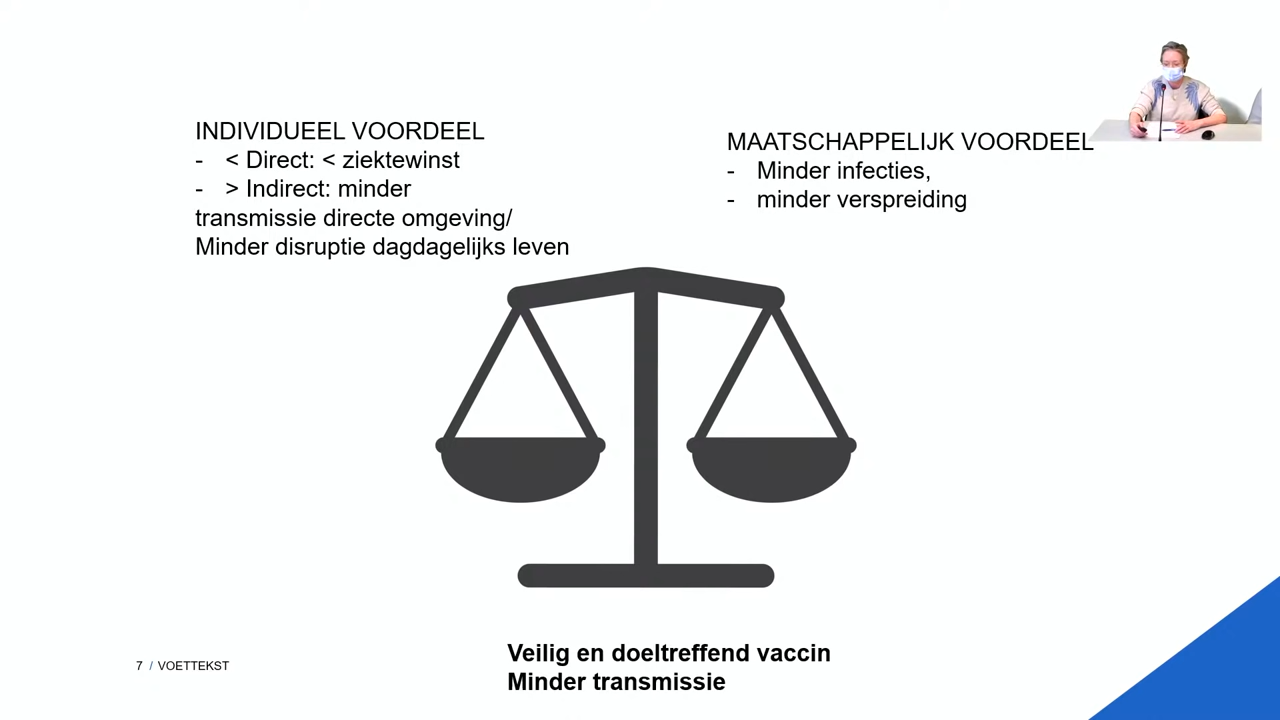 INDIVIDUEEL VOORDEEL
- < Direct: < ziektewinst
- > Indirect: minder
transmissie directe omgeving/
Minder disruptie dagdagelijks leven
MAATSCHAPPELIJK VOORDEEL
- Minder infecties,
- minder verspreiding
Veilig en doeltreffend vaccin
Minder transmissie
7 / VOETTEKST